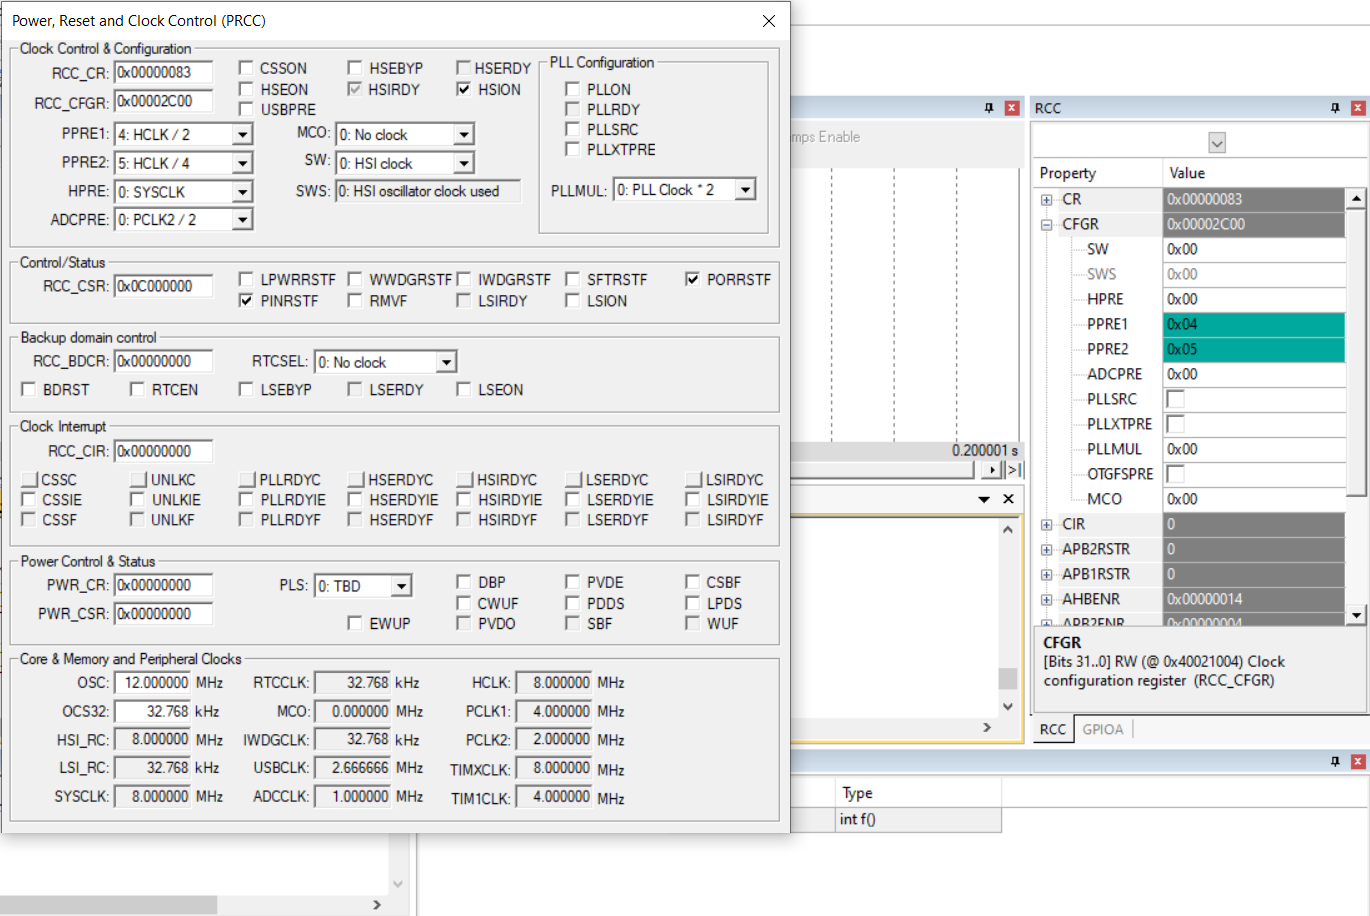 Power, Reset and Clock Control (PRCC)
Clock Control & Configuration
RCC_CR: 0x00000083
RCC_CFGR: 0x00002C00
CSSON HSEBYP HSERDY
HSEON HSIRDY HSION
USBPRE
PPRE1: 4: HCLK / 2
PPRE2: 5: HCLK / 4
HPRE: 0: SYSCLK
ADCPRE: 0: PCLK2 / 2
MCO: 0: No clock
SW: 0: HSI clock
SWS: 0: HSI oscillator clock used
PLL Configuration
PLLON
PLLRDY
PLLSRC
PLLXTPRE
PLLMUL: 0: PLL Clock * 2
Control/Status
RCC_CSR: 0x0C000000
LPWRRSTF WWDGRSTF IWDGRSTF SFTRSTF PORRSTF
PINRSTF RMVF LSIRDY LSION
Backup domain control
RCC_BDCR: 0x00000000 RTCSEL: 0: No clock
BDRST RTCEN LSEBYP LSERDY LSEON
Clock Interrupt
RCC_CIR: 0x00000000
CSSC UNLKC PLLRDYC HSERDYC HSIRDYC LSERDYC LSIRDYC
CSSIE UNLKIE PLLRDYIE HSERDYIE HSIRDYIE LSERDYIE LSIRDYIE
CSSF UNLKF PLLRDYF HSERDYF HSIRDYF LSERDYF LSIRDYF
Power Control & Status
PWR_CR: 0x00000000 PLS: 0: TBD DBP PVDE CSBF
CWUF PDDS LPDS
PWR_CSR: 0x00000000
EWUP PVDO SBF WUF
Core & Memory and Peripheral Clocks
OSC: 12.000000 MHz RTCCLK: 32.768 kHz HCLK: 8.000000 MHz
OCS32: 32.768 kHz MCO: 0.000000 MHz PCLK1: 4.000000 MHz
HSI_RC: 8.000000 MHz IWDGCLK: 32.768 kHz PCLK2: 2.000000 MHz
LSI_RC: 32.768 kHz USBCLK: 2.666666 MHz TIMXCLK: 8.000000 MHz
SYSCLK: 8.000000 MHz ADCCLK: 1.000000 MHz TIM1CLK: 4.000000 MHz
mps Enable
0.200001 s
Type
int f()
RCC
Property Value
CR 0x00000083
CFGR 0x00002C00
SW 0x00
SWS 0x00
HPRE 0x00
PPRE1 0x04
PPRE2 0x05
ADCPRE 0x00
PLLSRC
PLLXTPRE
PLLMUL 0x00
OTGFSPRE
MCO 0x00
CIR 0
APB2RSTR 0
APB1RSTR 0
AHBENR 0x00000014
APB2ENR 0x00000004
CFGR
[Bits 31..0] RW (@ 0x40021004) Clock
configuration register (RCC_CFGR)
RCC GPIOA